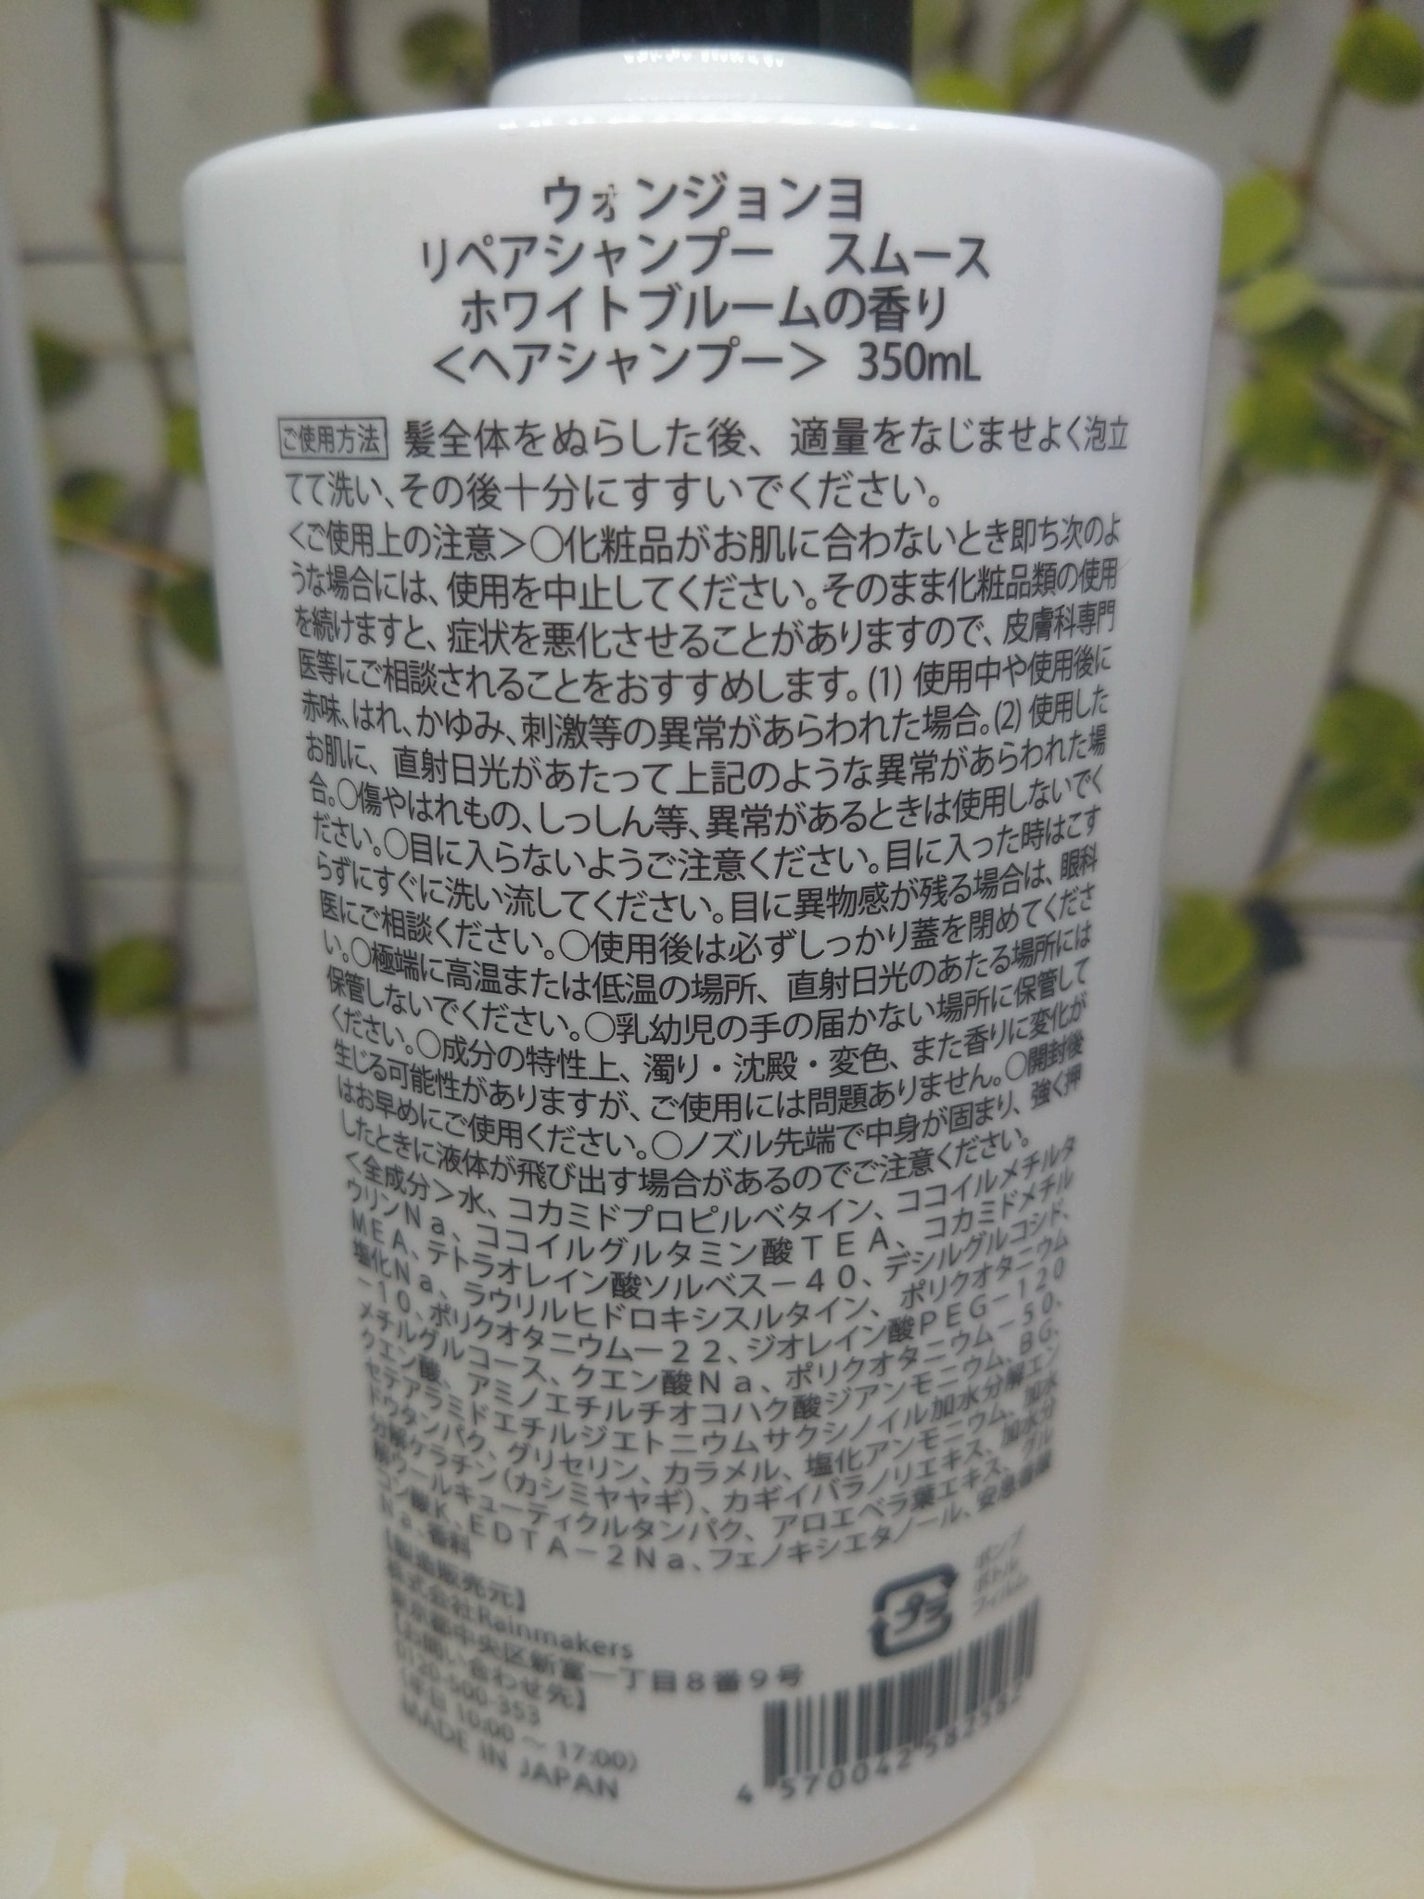 ウォンジョンヨ
リペアシャンプー　スムース
ホワイトブルームの香り
＜ヘアシャンプー＞ 350mL
ご使用方法 髪全体をぬらした後、適量をなじませよく泡立
てて洗い、その後十分にすすいでください。
＜ご使用上の注意＞○化粧品がお肌に合わないとき即ち次のよ
うな場合には、使用を中止してください。そのまま化粧品類の使用
を続けますと、症状を悪化させることがありますので、皮膚科専門
医等にご相談されることをおすすめします。(1) 使用中や使用後に
赤味、はれ、かゆみ、刺激等の異常があらわれた場合。(2) 使用した
お肌に、直射日光があたって上記のような異常があらわれた場
合。○傷やはれもの、しっしん等、異常があるときは使用しないでく
ださい。○目に入らないようご注意ください。目に入った時はこす
らずにすぐに洗い流してください。目に異物感が残る場合は、眼科
医にご相談ください。○使用後は必ずしっかり蓋を閉めてくださ
い。○極端に高温または低温の場所、直射日光のあたる場所には
保管しないでください。○乳幼児の手の届かない場所に保管して
ください。○成分の特性上、濁り・沈殿・変色、また香りに変化が
生じる可能性がありますが、ご使用には問題ありません。○開封後
はお早めにご使用ください。○ノズル先端で中身が固まり、強く押
したときに液体が飛び出す場合があるのでご注意ください。
＜全成分＞水、コカミドプロピルベタイン、ココイルメチルタ
ウリンＮａ、ココイルグルタミン酸ＴＥＡ、コカミドメチル
ＭＥＡ、テトラオレイン酸ソルベス－４０、デシルグルコシド、
塩化Ｎａ、ラウリルヒドロキシスルタイン、ポリクオタニウム
－１０、ポリクオタニウム－２２、ジオレイン酸ＰＥＧ－１２０
メチルグルコース、クエン酸Ｎａ、ポリクオタニウム－５０、
クエン酸、アミノエチルチオコハク酸ジアンモニウム、ＢＧ、
セテアラミドエチルジエトニウムサクシノイル加水分解エン
ドウタンパク、グリセリン、カラメル、塩化アンモニウム、加水
分解ケラチン（カシミヤヤギ）、カギイバラノリエキス、加水分
解ウールキューティクルタンパク、アロエベラ葉エキス、グル
コン酸Ｋ、ＥＤＴＡ－２Ｎａ、フェノキシエタノール、安息香酸
Ｎａ、香料
【製造販売元】
株式会社Rainmakers
東京都中央区新富一丁目８番９号
【お問い合わせ先】
0120-500-353
（平日 10:00 ～ 17:00）
MADE IN JAPAN
プラ
ポンプ
ボトル
フィルム
4 570042